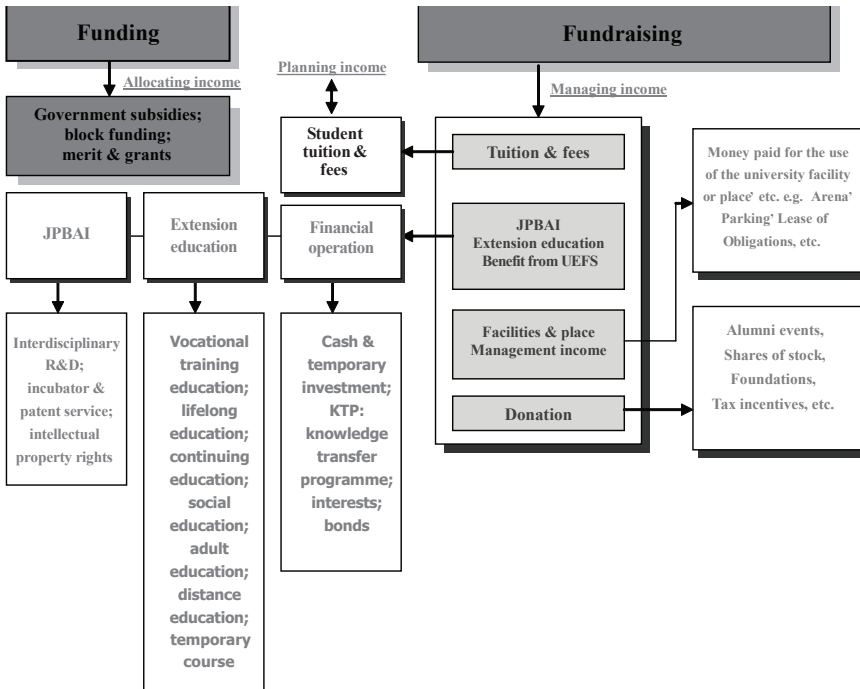 Funding
Fundraising
Allocating income
Planning income
Managing income
Government subsidies;
block funding;
merit & grants
Student
tuition &
fees
Tuition & fees
Money paid for the use
of the university facility
or place’ etc. e.g. Arena’
Parking’ Lease of
Obligations, etc.
JPBAI
Extension
education
Financial
operation
JPBAI
Extension education
Benefit from UEFS
Facilities & place
Management income
Donation
Alumni events,
Shares of stock,
Foundations,
Tax incentives, etc.
Interdisciplinary
R&D;
incubator &
patent service;
intellectual
property rights
Vocational
training
education;
lifelong
education;
continuing
education;
social
education;
adult
education;
distance
education;
temporary
course
Cash &
temporary
investment;
KTP:
knowledge
transfer
programme;
interests;
bonds